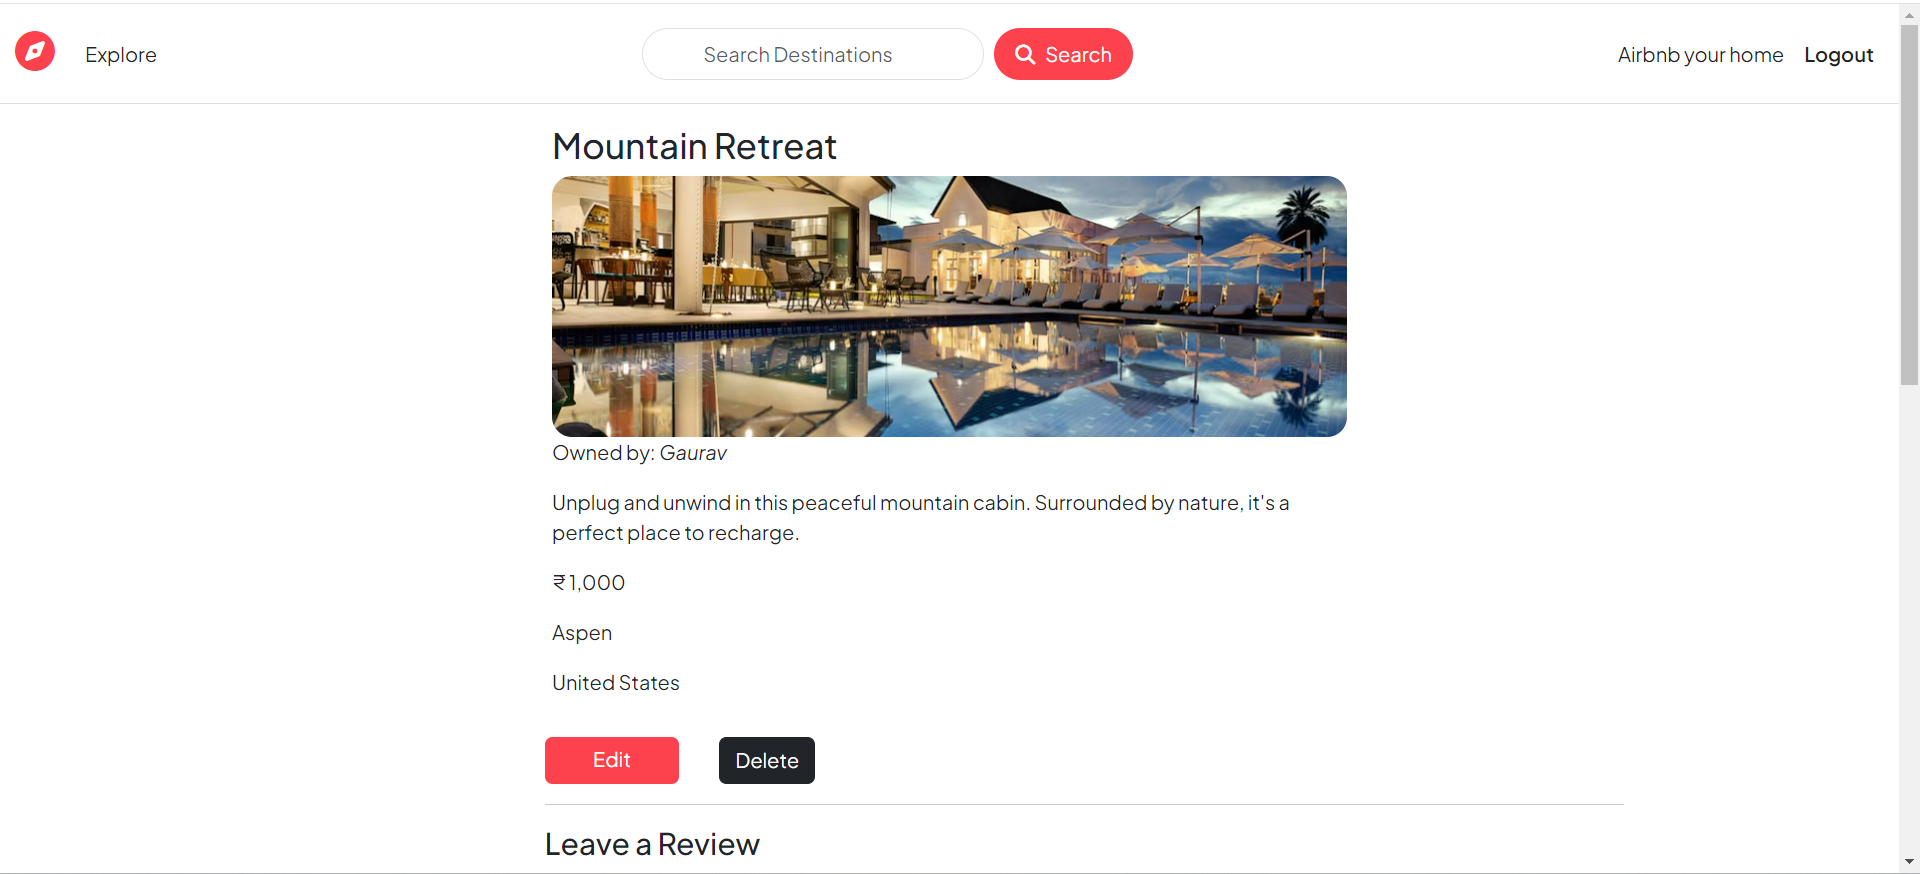 Explore
Search Destinations
Search
Airbnb your home
Logout
Mountain Retreat
Owned by: Gaurav
Unplug and unwind in this peaceful mountain cabin. Surrounded by nature, it's a
perfect place to recharge.
₹1,000
Aspen
United States
Edit
Delete
Leave a Review